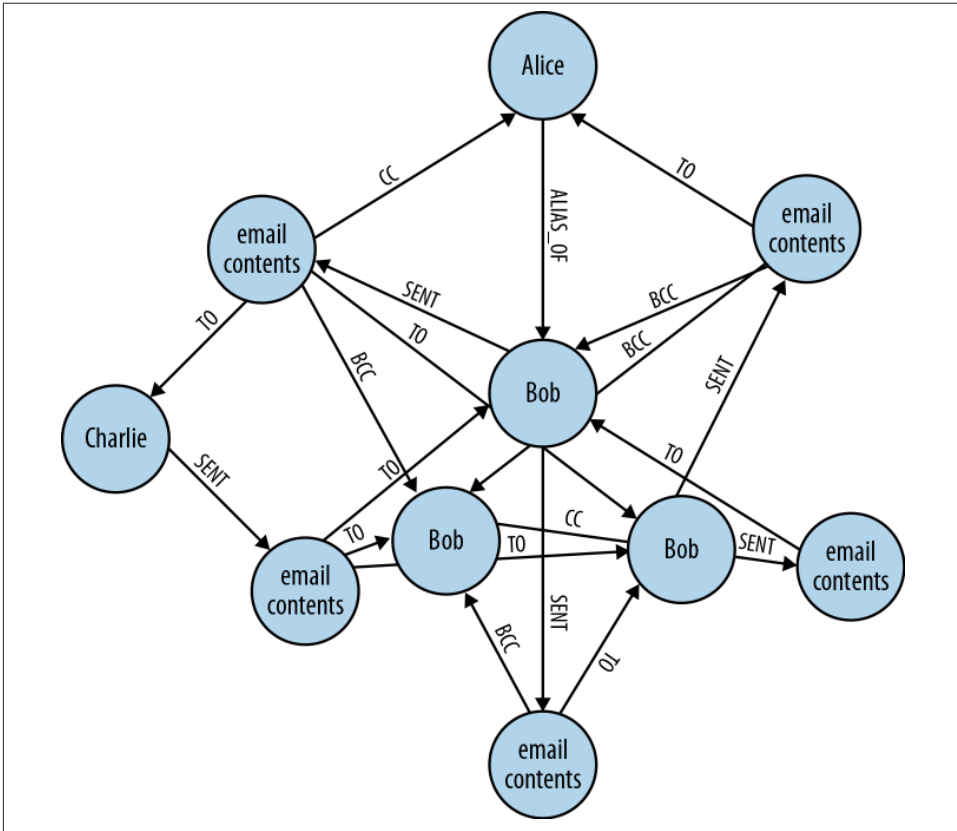 Alice
CC
TO
ALIAS_OF
email
contents
email
contents
SENT
BCC
TO
TO
BCC
BCC
SENT
Bob
Charlie
SENT
TO
TO
TO
CC
Bob
TO
Bob
SENT
email
contents
email
contents
SENT
BCC
TO
email
contents